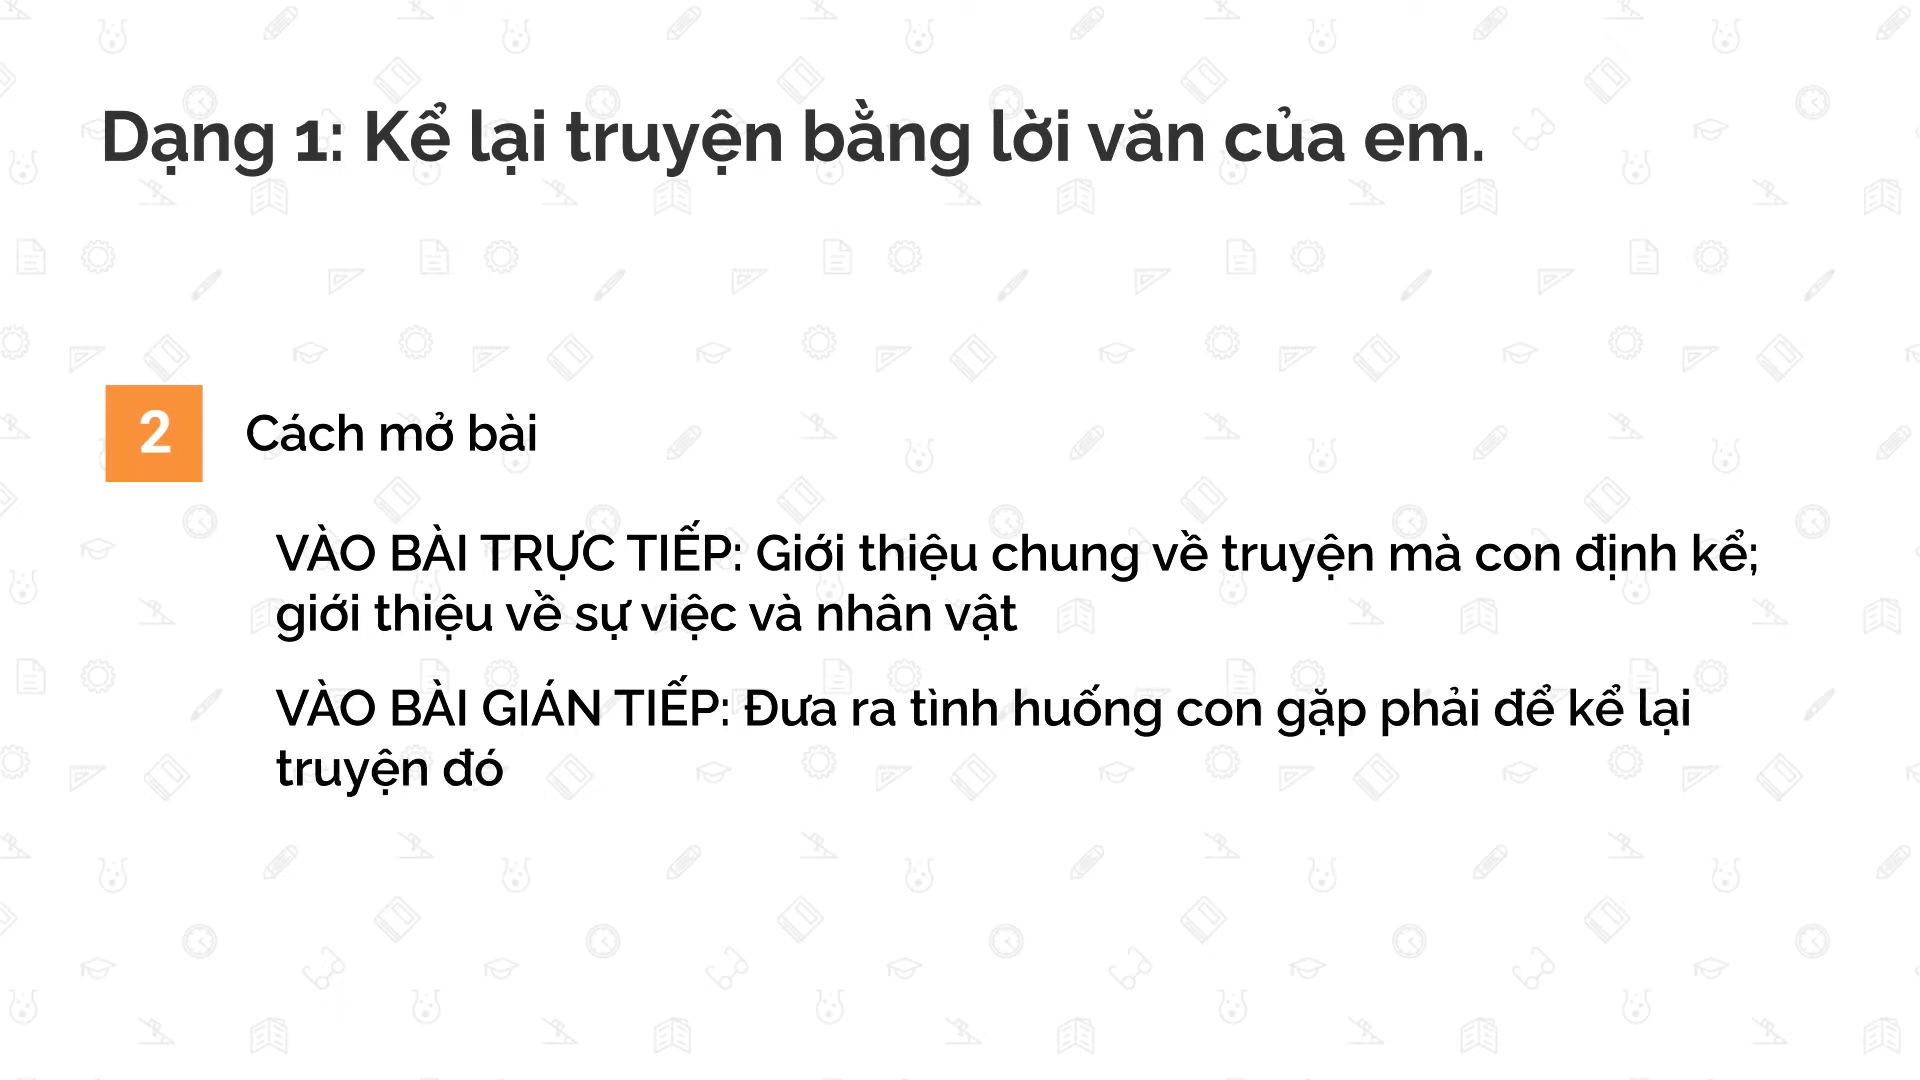 Dạng 1: Kể lại truyện bằng lời văn của em.
2
Cách mở bài
VÀO BÀI TRỰC TIẾP: Giới thiệu chung về truyện mà con định kể;
giới thiệu về sự việc và nhân vật
VÀO BÀI GIÁN TIẾP: Đưa ra tình huống con gặp phải để kể lại
truyện đó